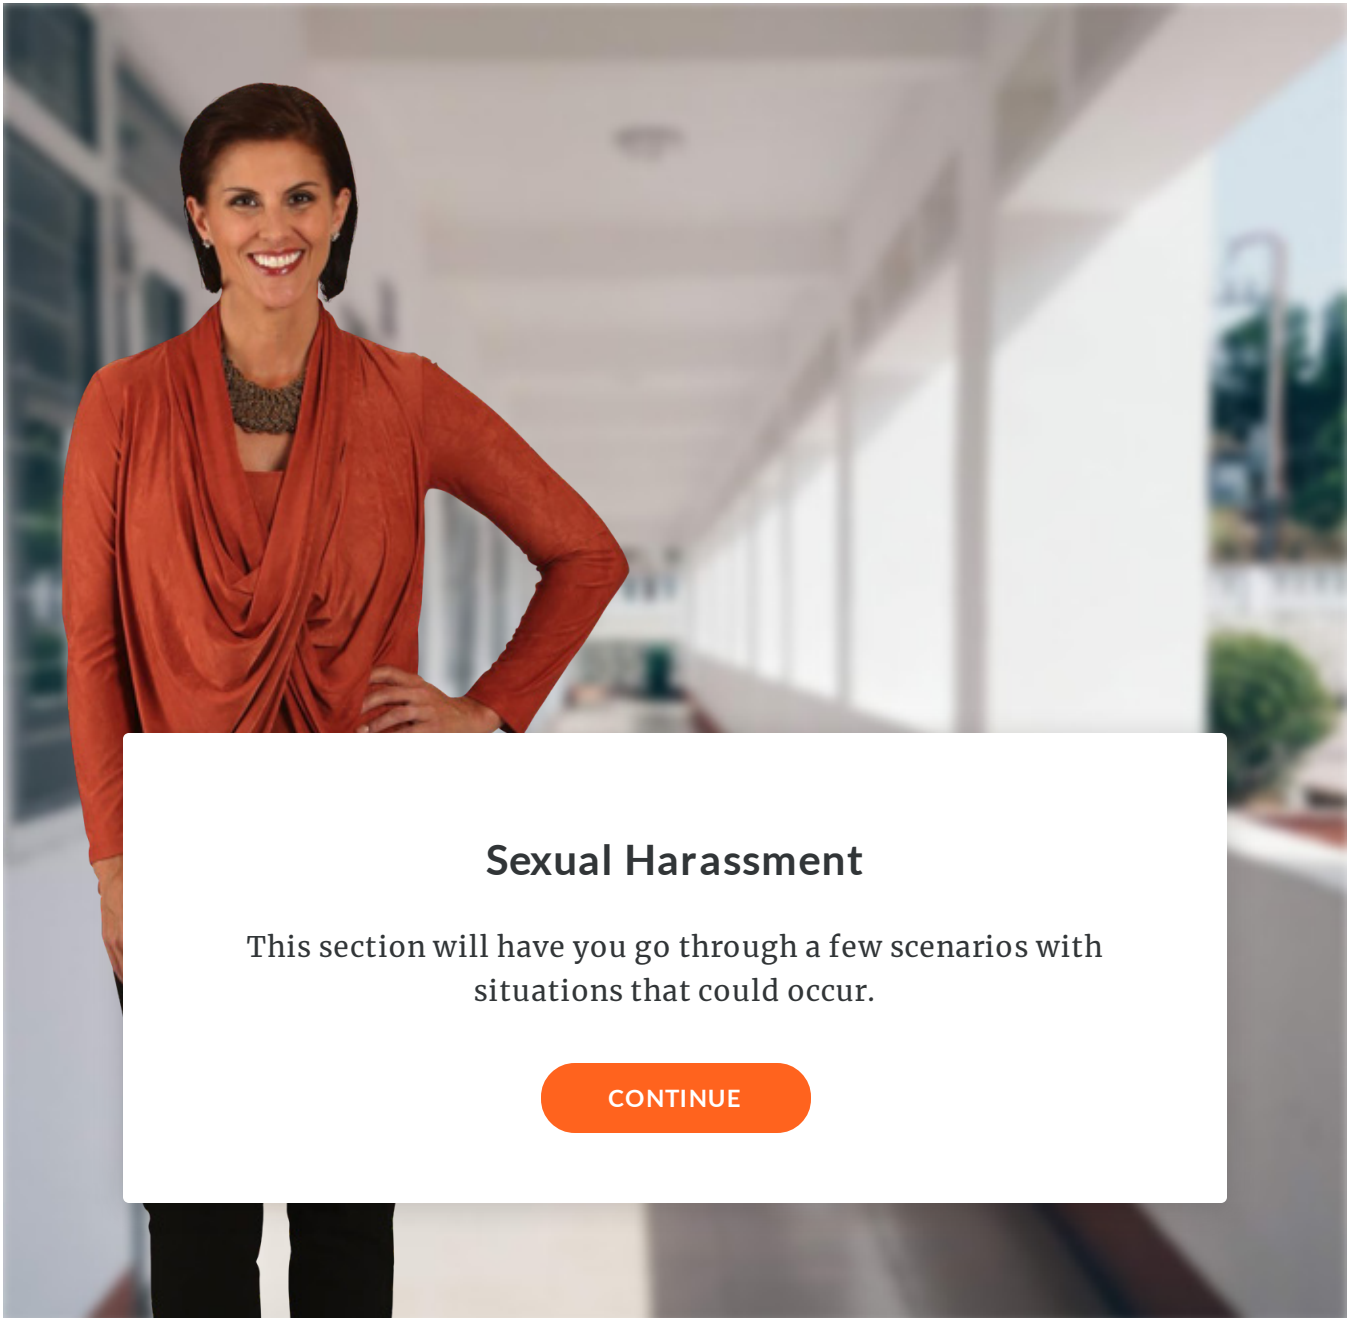 Sexual Harassment
This section will have you go through a few scenarios with
situations that could occur.
CONTINUE